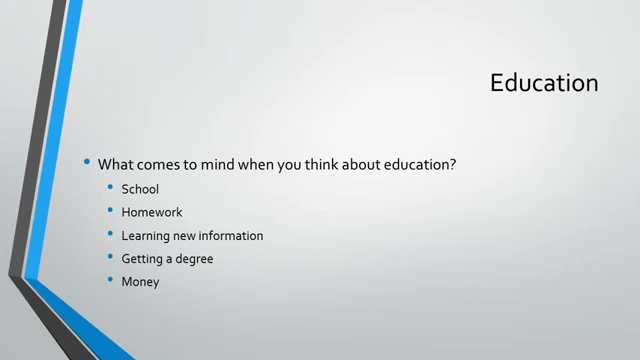 Education
What comes to mind when you think about education?
School
Homework
Learning new information
Getting a degree
Money